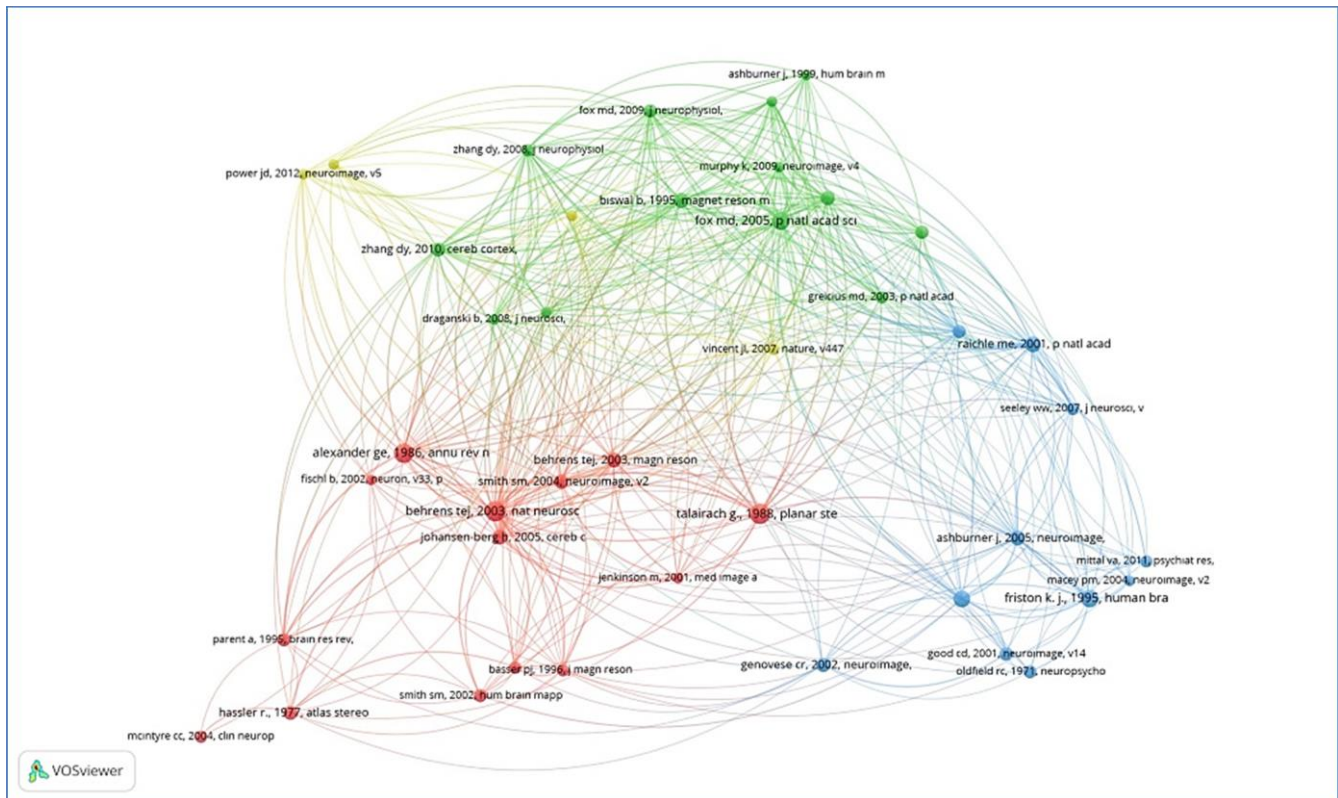 ashburner j, 1999, hum brain m
fox md, 2009, j neurophysiol,
zhang dy, 2008, j neurophysiol
murphy k, 2009, neuroimage, v4
power jd, 2012, neuroimage, v5
biswal b, 1995, magnet reson m
fox md, 2005, p natl acad sci
zhang dy, 2010, cereb cortex,
greicius md, 2003, p natl acad
draganski b, 2008, j neurosci,
raichle me, 2001, p natl acad
vincent jl, 2007, nature, v447
seeley ww, 2007, j neurosci, v
alexander ge, 1986, annu rev n
behrens tej, 2003, magn reson
fischl b, 2002, neuron, v33, p
smith sm, 2004, neuroimage, v2
behrens tej, 2003, nat neurosc
talairach g., 1988, planar ste
johansen-berg h, 2005, cereb c
ashburner j, 2005, neuroimage,
mittal va, 2011, psychiat res,
jenkinson m, 2001, med image a
macey pm, 2004, neuroimage, v2
friston k. j., 1995, human bra
parent a, 1995, brain res rev,
good cd, 2001, neuroimage, v14
genovese cr, 2002, neuroimage,
basser pj, 1996, j magn reson
oldfield rc, 1971, neuropsycho
smith sm, 2002, hum brain mapp
hassler r., 1977, atlas stereo
mcintyre cc, 2004, clin neurop
VOSviewer